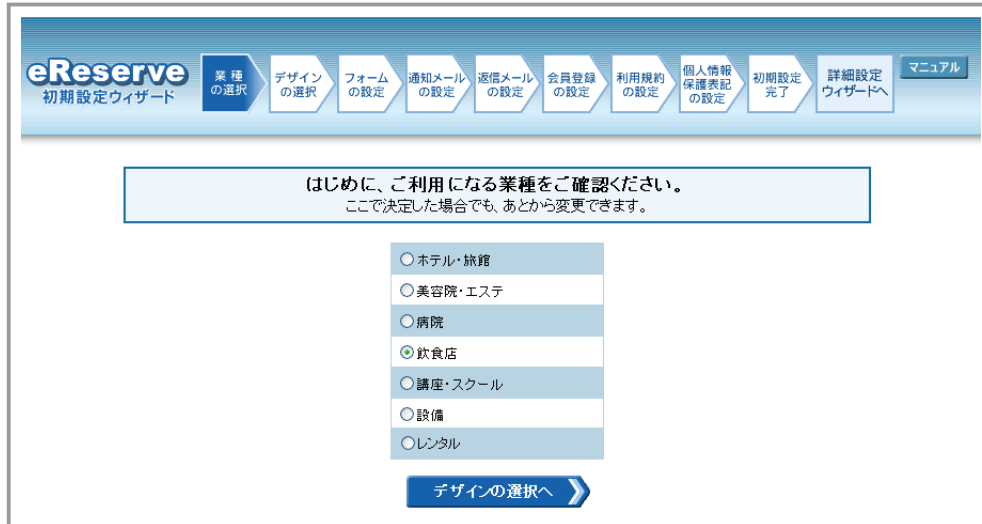 eReserve
初期設定ウィザード
業種
の選択
デザイン
の選択
フォーム
の設定
通知メール
の設定
返信メール
の設定
会員登録
の設定
利用規約
の設定
個人情報
保護表記
の設定
初期設定
完了
詳細設定
ウィザードへ
マニュアル
はじめに、ご利用になる業種をご確認ください。
ここで決定した場合でも、あとから変更できます。
ホテル・旅館
美容院・エステ
病院
飲食店
講座・スクール
設備
レンタル
デザインの選択へ